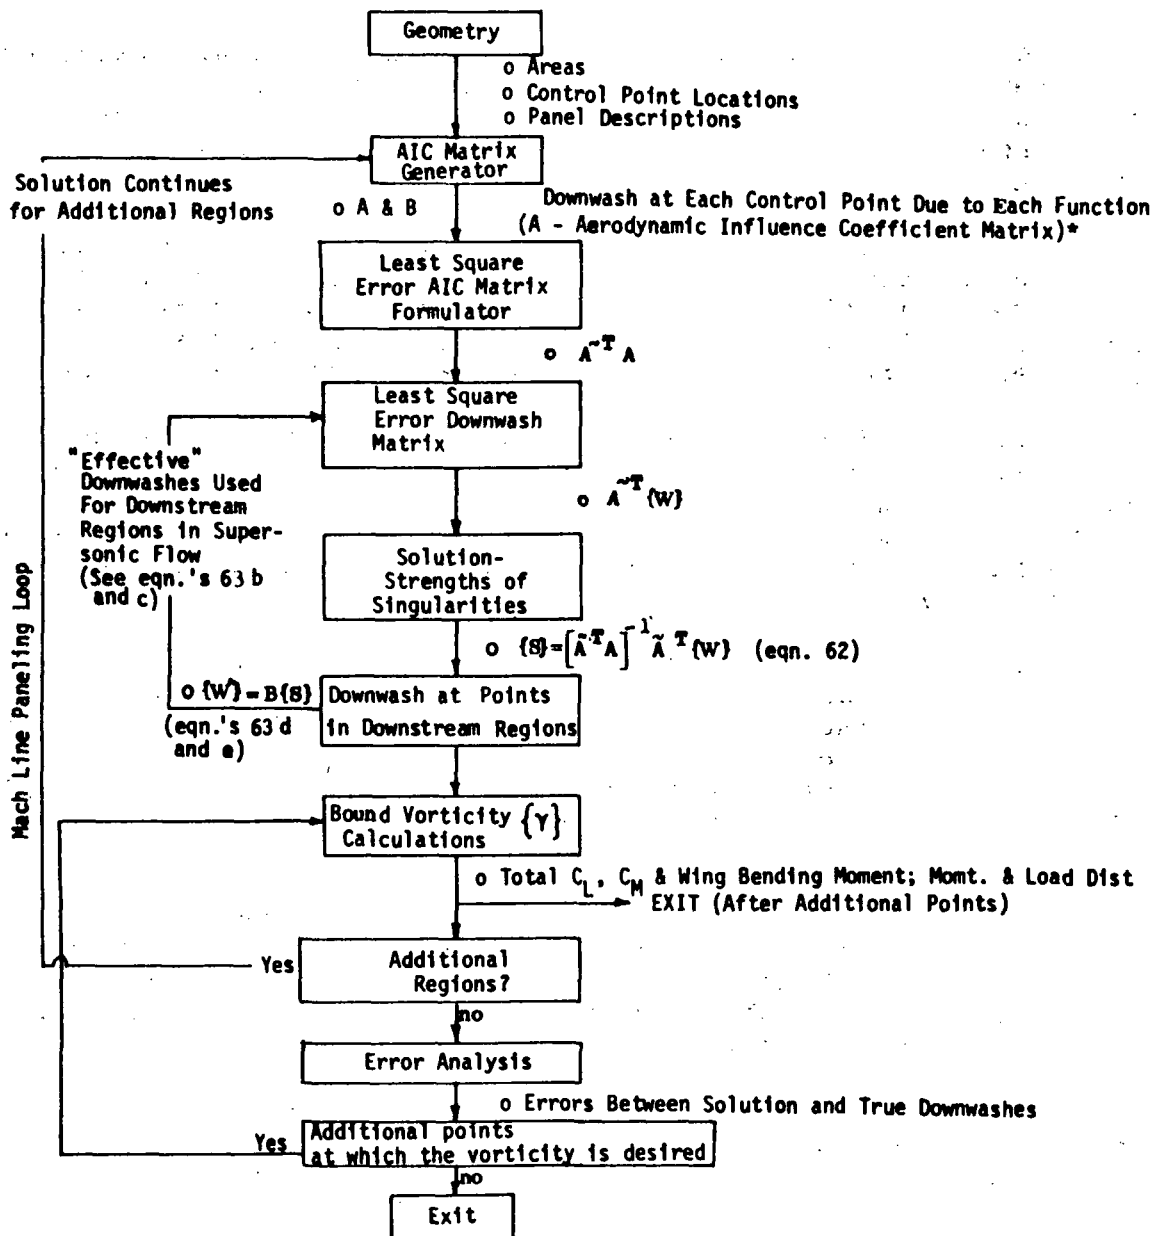 Geometry
o Areas
o Control Point Locations
o Panel Descriptions
AIC Matrix
Generator
Solution Continues
for Additional Regions
o A & B
Downwash at Each Control Point Due to Each Function
(A - Aerodynamic Influence Coefficient Matrix)*
Least Square
Error AIC Matrix
Formulator
o Ã^T A
Least Square
Error Downwash
Matrix
"Effective"
Downwashes Used
For Downstream
Regions in Super-
sonic Flow
(See eqn.'s 63 b
and c)
o Ã^T {W}
Solution-
Strengths of
Singularities
o {S}=[Ã^T A]^-1 Ã^T {W} (eqn. 62)
o {W}=B{S}
(eqn.'s 63 d
and e)
Downwash at Points
in Downstream Regions
Mach Line Paneling Loop
Bound Vorticity {γ}
Calculations
o Total C_L, C_M & Wing Bending Moment; Momt. & Load Dist
EXIT (After Additional Points)
Yes
Additional
Regions?
no
Error Analysis
o Errors Between Solution and True Downwashes
Yes
Additional points
at which the vorticity is desired
no
Exit